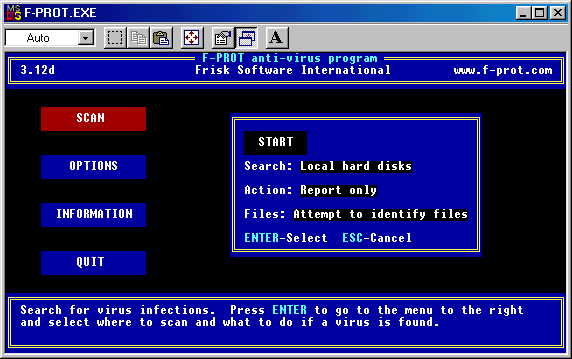 F-PROT.EXE
Auto
A
F-PROT anti-virus program
3.12d Frisk Software International www.f-prot.com
SCAN
OPTIONS
INFORMATION
QUIT
START
Search: Local hard disks
Action: Report only
Files: Attempt to identify files
ENTER-Select ESC-Cancel
Search for virus infections. Press ENTER to go to the menu to the right
and select where to scan and what to do if a virus is found.